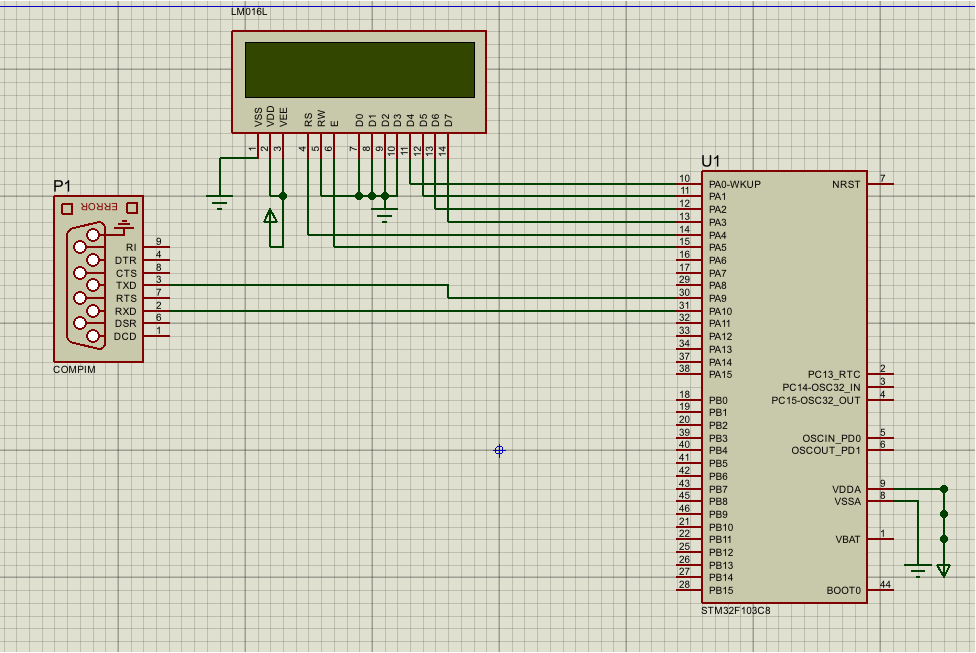 LM016L
VSS VDD VEE RS RW E D0 D1 D2 D3 D4 D5 D6 D7
1 2 3 4 5 6 7 8 9 10 11 12 13 14
P1
ERROR
RI 9
DTR 4
CTS 8
TXD 3
RTS 7
RXD 2
DSR 6
DCD 1
COMPIM
U1
10 PA0-WKUP NRST 7
11 PA1
12 PA2
13 PA3
14 PA4
15 PA5
16 PA6
17 PA7
29 PA8
30 PA9
31 PA10
32 PA11
33 PA12
34 PA13
37 PA14
38 PA15 PC13_RTC 2
PC14-OSC32_IN 3
18 PB0 PC15-OSC32_OUT 4
19 PB1
20 PB2
39 PB3 OSCIN_PD0 5
40 PB4 OSCOUT_PD1 6
41 PB5
42 PB6
43 PB7 VDDA 9
45 PB8 VSSA 8
46 PB9
21 PB10
22 PB11 VBAT 1
25 PB12
26 PB13
27 PB14
28 PB15 BOOT0 44
STM32F103C8